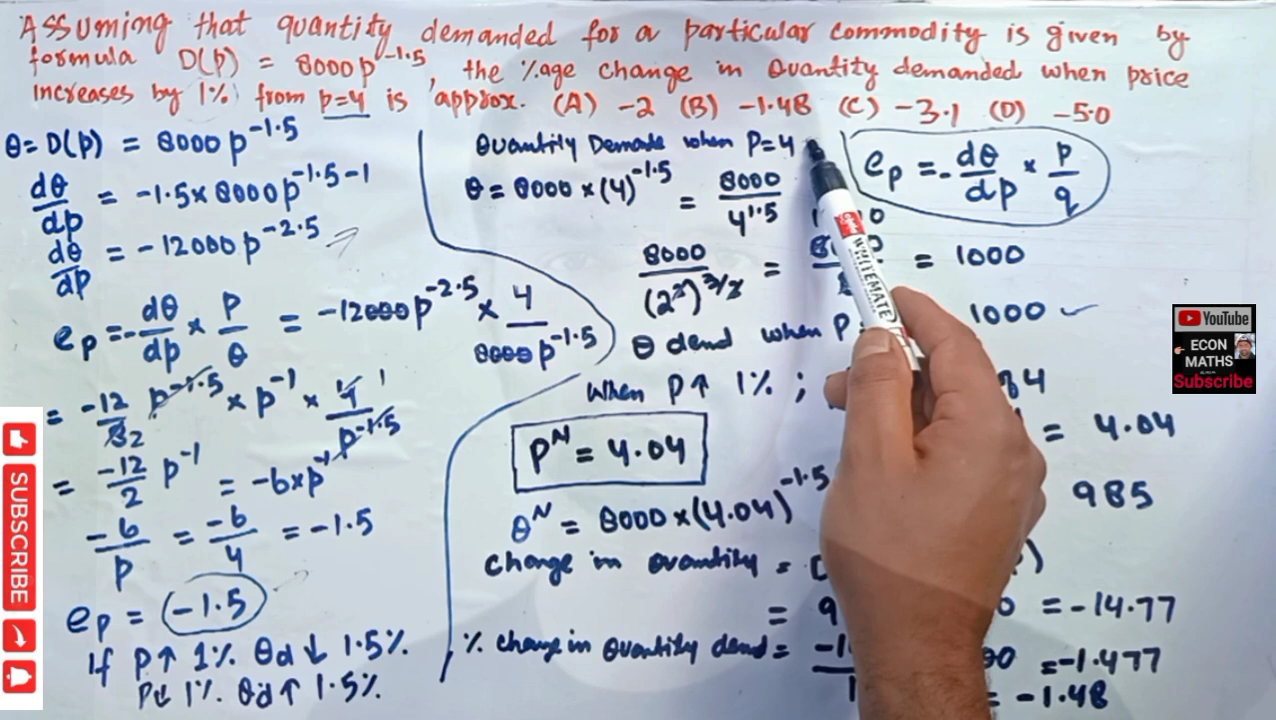 Assuming that quantity demanded for a particular commodity is given by
formula D(p) = 8000p^-1.5, the %age change in Quantity demanded when price
increases by 1% from p=4 is approx. (A) -2 (B) -1.48 (C) -3.1 (D) -5.0
θ = D(p) = 8000 p^-1.5
dθ/dp = -1.5 × 8000 p^-1.5-1
dθ/dp = -12000 p^-2.5
ep = - dθ/dp × P/θ = -12000 p^-2.5 × 4/8000 p^-1.5
= -12/82 p^-1.5 × p^-1 × 4 1/p^-1.5
= -12/2 p^-1 = -6×p^-1
-6/p = -6/4 = -1.5
ep = -1.5
If P↑ 1% θd ↓ 1.5%
P↓ 1% θd ↑ 1.5%
Quantity Demade when P=4
θ = 8000 × (4)^-1.5 = 8000/4^1.5
8000/(2^2)^3/2 = = 1000
θ demd when P 1000
When P↑ 1% ;
P^N = 4.04
= 4.04
θ^N = 8000×(4.04)^-1.5 985
change in Quantity =
= = -14.77
% change in Quantity demd = = -1.477
= -1.48
ep = - dθ/dp × P/q
WHITEMATE
YouTube
ECON
MATHS
Subscribe
SUBSCRIBE